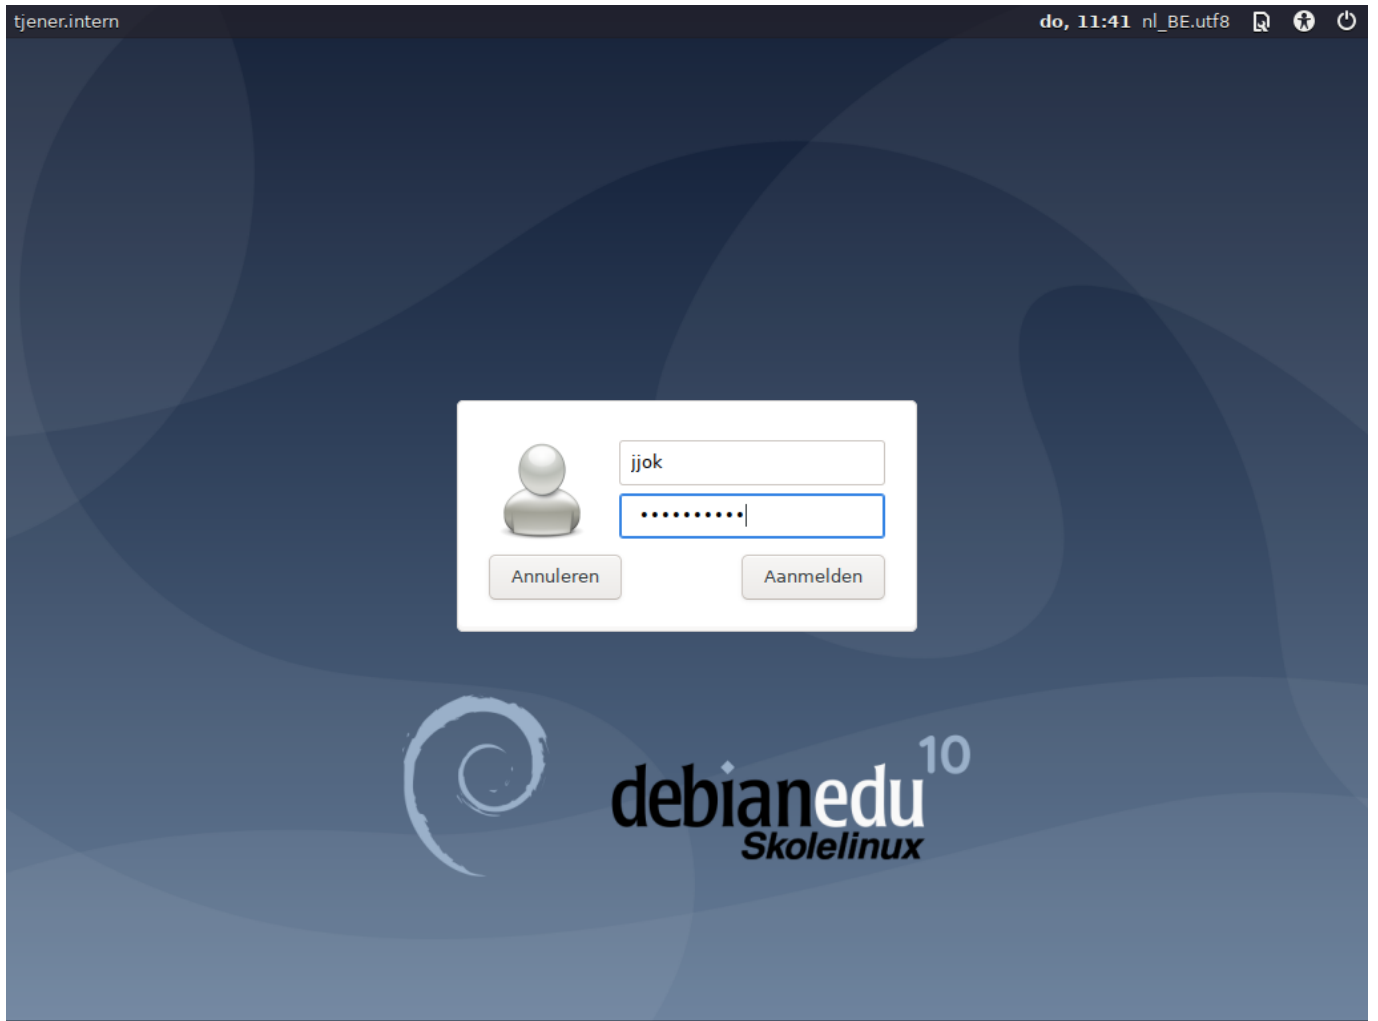 tjener.intern
do, 11:41 nl_BE.utf8
jjok
••••••••••
Annuleren Aanmelden
debianedu 10
Skolelinux